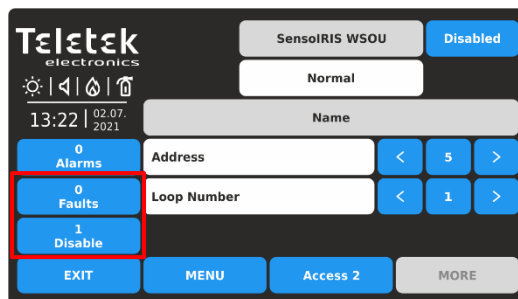 Teletek
electronics
SensoIRIS WSOU
Disabled
Normal
13:22
02.07.
2021
Name
0
Alarms
Address
<
5
>
0
Faults
Loop Number
<
1
>
1
Disable
EXIT
MENU
Access 2
MORE